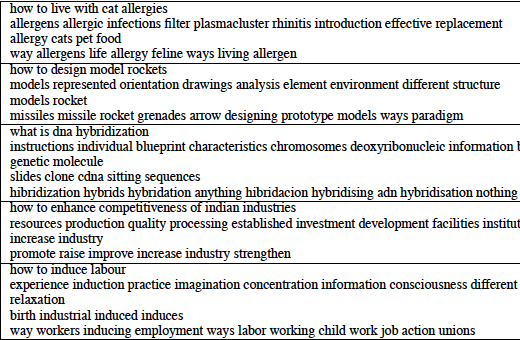 how to live with cat allergies
allergens allergic infections filter plasmacluster rhinitis introduction effective replacement
allergy cats pet food
way allergens life allergy feline ways living allergen
how to design model rockets
models represented orientation drawings analysis element environment different structure
models rocket
missiles missile rocket grenades arrow designing prototype models ways paradigm
what is dna hybridization
instructions individual blueprint characteristics chromosomes deoxyribonucleic information
genetic molecule
slides clone cdna sitting sequences
hibridization hybrids hybridation anything hibridacion hybridising adn hybridisation nothing
how to enhance competitiveness of indian industries
resources production quality processing established investment development facilities institut
increase industry
promote raise improve increase industry strengthen
how to induce labour
experience induction practice imagination concentration information consciousness different
relaxation
birth industrial induced induces
way workers inducing employment ways labor working child work job action unions